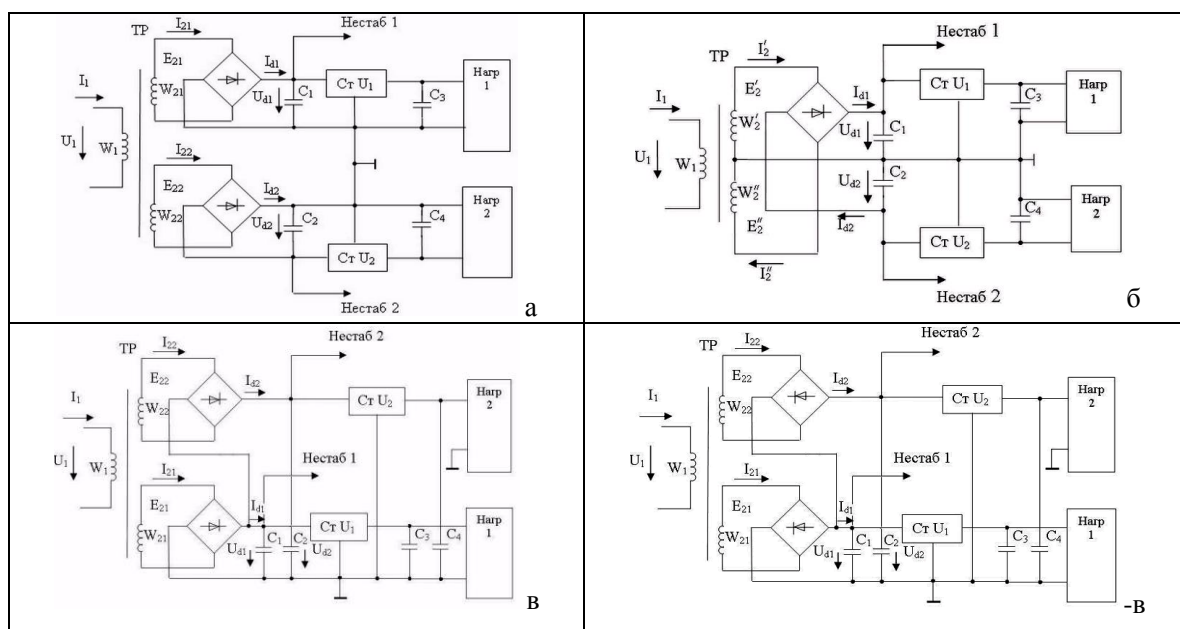 Нестаб 1
ТР
I21
E21
W21
I1
U1
W1
Id1
Ud1
C1
Ст U1
C3
Нагр
1
I22
E22
W22
Id2
Ud2
C2
Ст U2
C4
Нагр
2
Нестаб 2
а
Нестаб 1
ТР
I′2
E′2
W′2
I1
U1
W1
Id1
Ud1
C1
Ст U1
C3
Нагр
1
Ud2
C2
W″2
E″2
Id2
I″2
Ст U2
C4
Нагр
2
Нестаб 2
б
Нестаб 2
ТР
I22
E22
W22
I1
U1
W1
Id2
Ст U2
Нагр
2
Нестаб 1
I21
E21
W21
Id1
Ud1
C1
C2
Ud2
Ст U1
C3
C4
Нагр
1
в
Нестаб 2
ТР
I22
E22
W22
I1
U1
W1
Id2
Ст U2
Нагр
2
Нестаб 1
I21
E21
W21
Id1
Ud1
C1
C2
Ud2
Ст U1
C3
C4
Нагр
1
-в